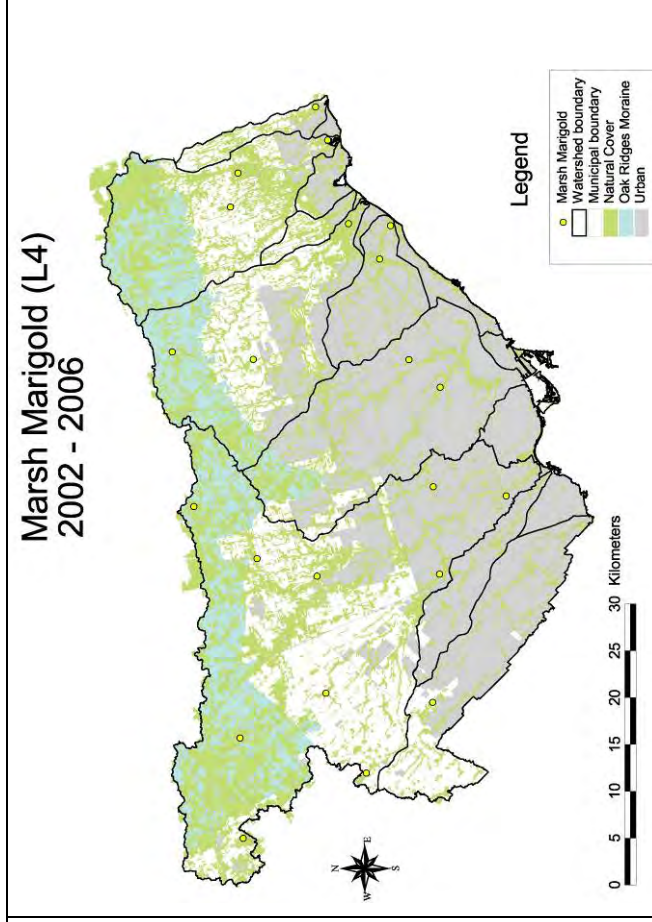 Marsh Marigold (L4)
2002 - 2006
Legend
Marsh Marigold
Watershed boundary
Municipal boundary
Natural Cover
Oak Ridges Moraine
Urban
N
W
E
S
0
5
10
15
20
25
30
Kilometers